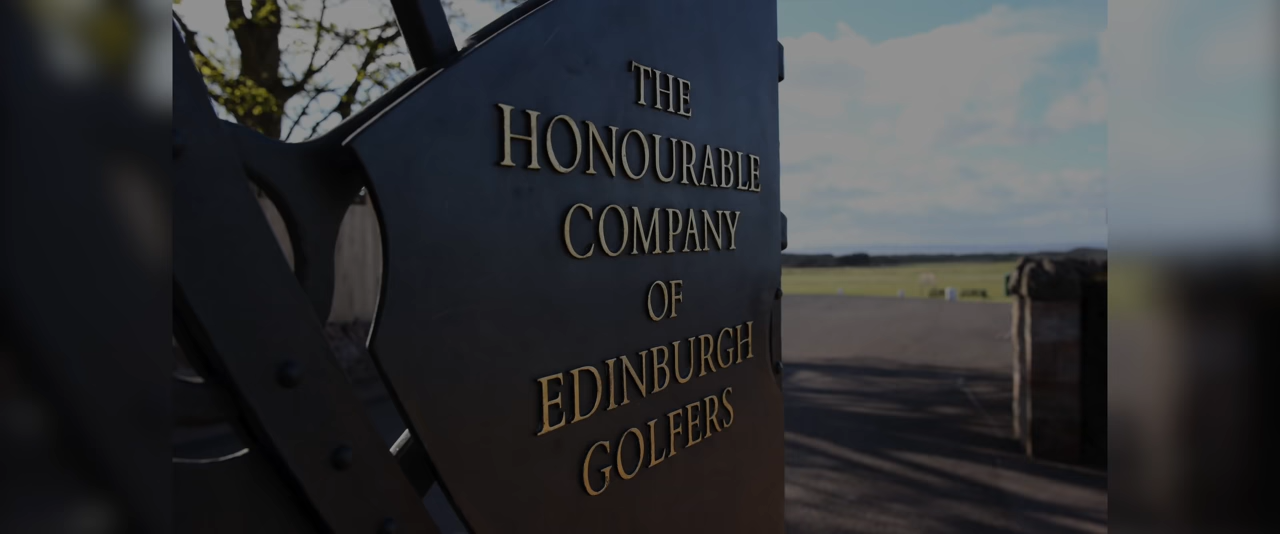 THE
HONOURABLE
COMPANY
OF
EDINBURGH
GOLFERS